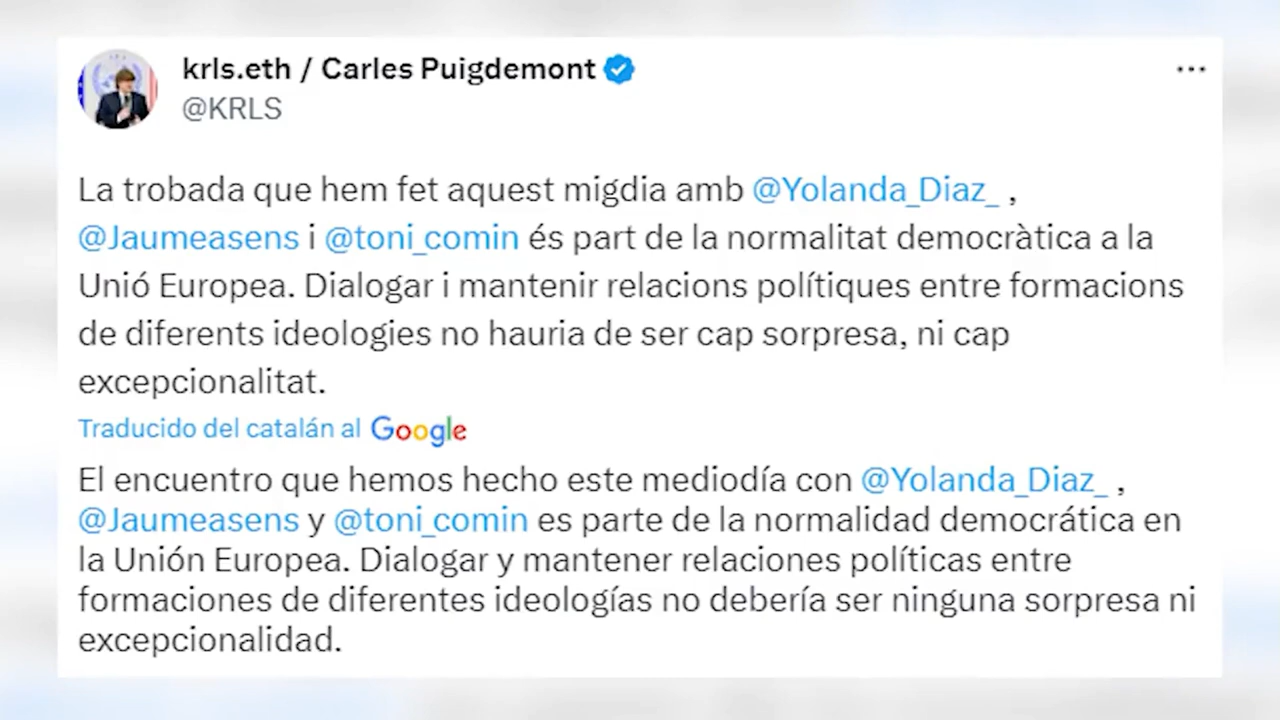 krls.eth / Carles Puigdemont
@KRLS
La trobada que hem fet aquest migdia amb @Yolanda_Diaz_ ,
@Jaumeasens i @toni_comin és part de la normalitat democràtica a la
Unió Europea. Dialogar i mantenir relacions polítiques entre formacions
de diferents ideologies no hauria de ser cap sorpresa, ni cap
excepcionalitat.
Traducido del catalán al Google
El encuentro que hemos hecho este mediodía con @Yolanda_Diaz_ ,
@Jaumeasens y @toni_comin es parte de la normalidad democrática en
la Unión Europea. Dialogar y mantener relaciones políticas entre
formaciones de diferentes ideologías no debería ser ninguna sorpresa ni
excepcionalidad.